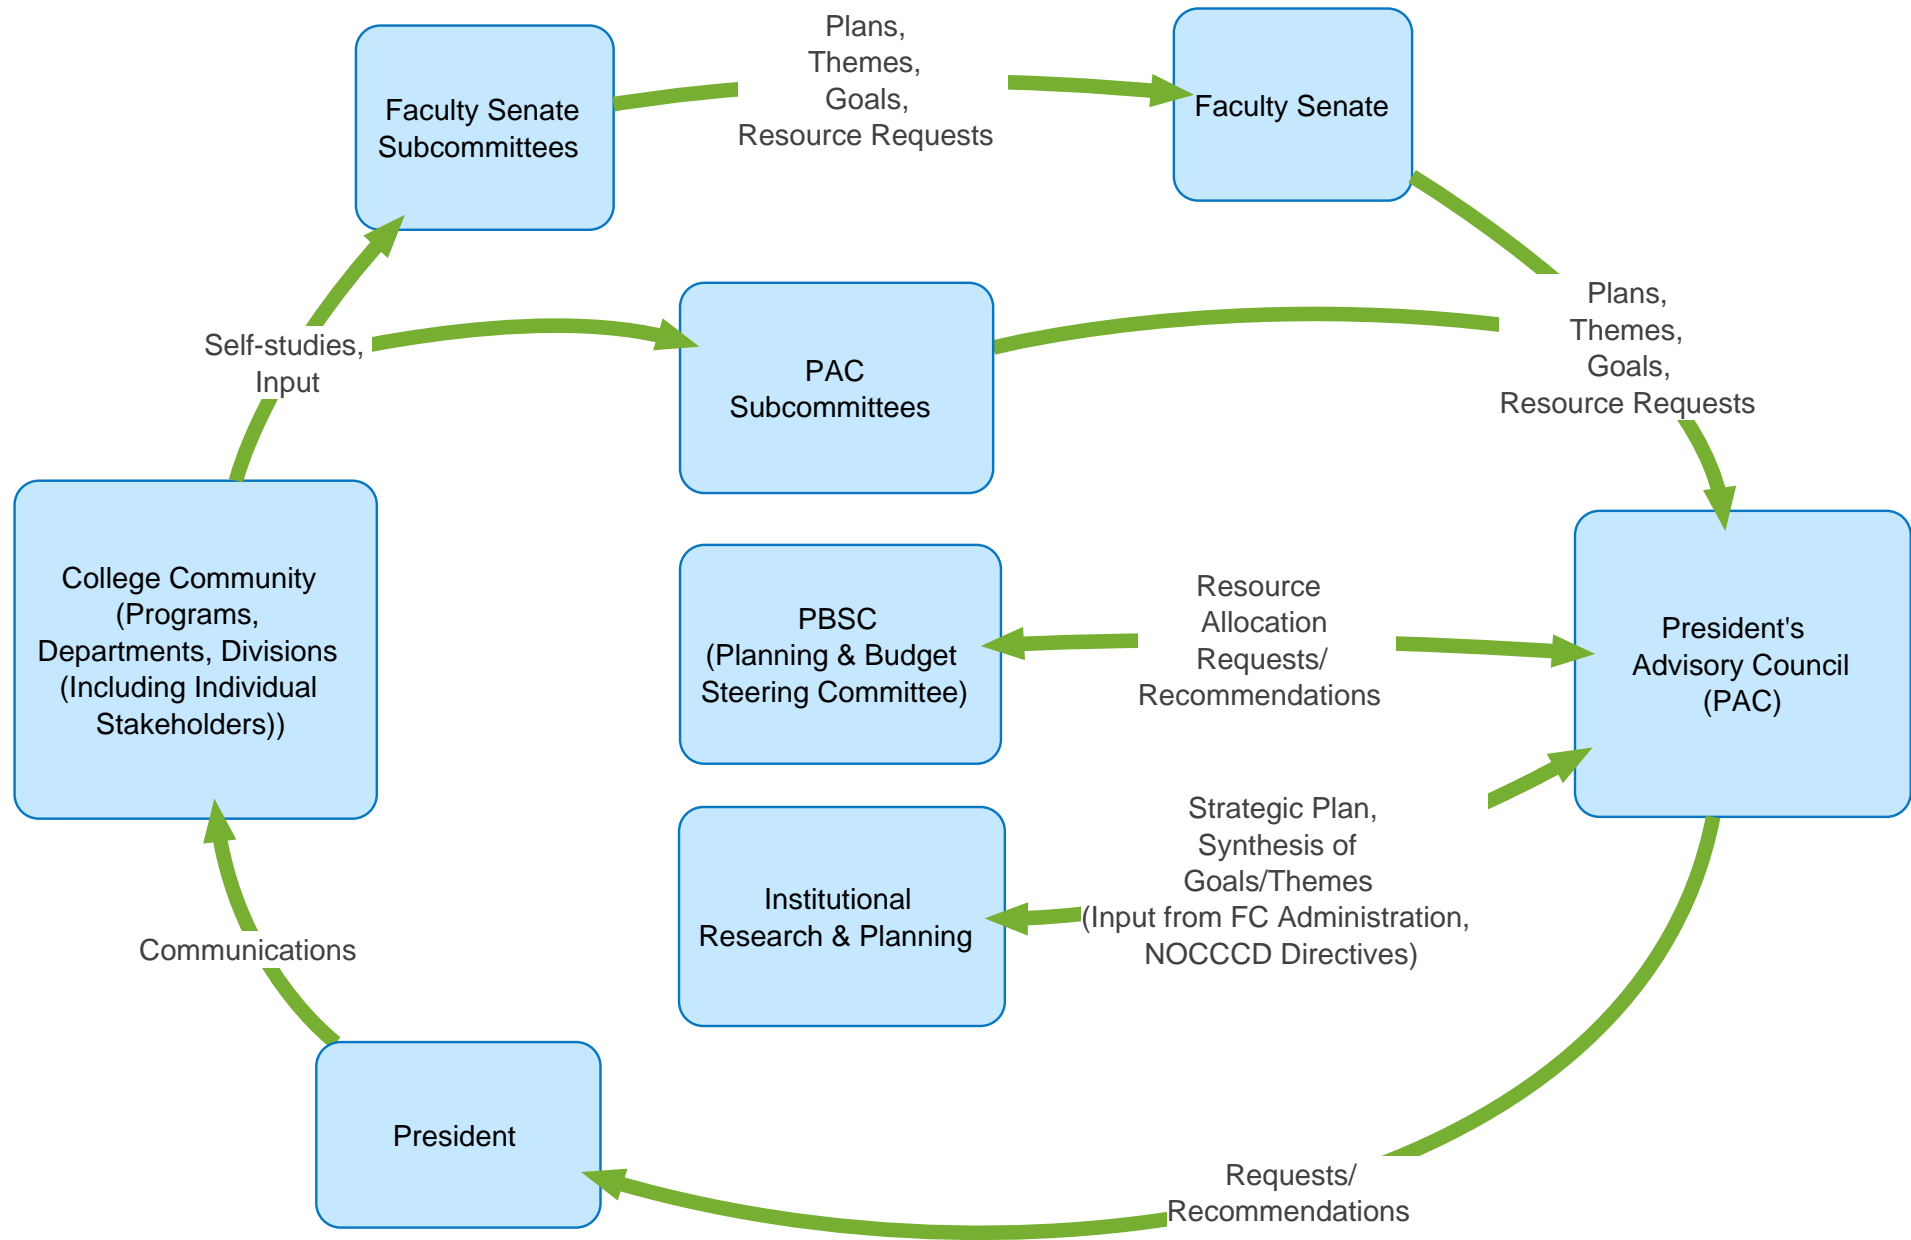 Plans,
Themes,
Goals,
Resource Requests
Faculty Senate
Subcommittees
Faculty Senate
Self-studies,
Input
PAC
Subcommittees
Plans,
Themes,
Goals,
Resource Requests
College Community
(Programs,
Departments, Divisions
(Including Individual
Stakeholders))
PBSC
(Planning & Budget
Steering Committee)
Resource
Allocation
Requests/
Recommendations
President's
Advisory Council
(PAC)
Institutional
Research & Planning
Strategic Plan,
Synthesis of
Goals/Themes
(Input from FC Administration,
NOCCCD Directives)
Communications
President
Requests/
Recommendations